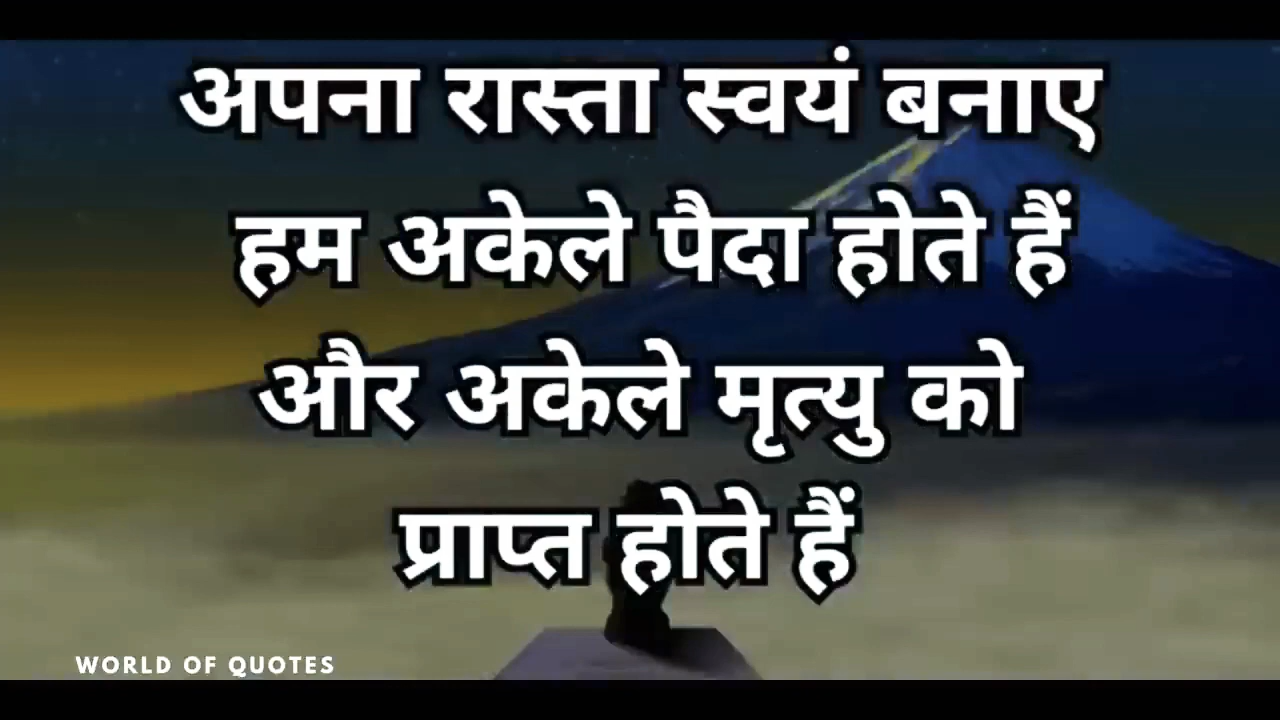 अपना रास्ता स्वयं बनाए
हम अकेले पैदा होते हैं
और अकेले मृत्यु को
प्राप्त होते हैं
WORLD OF QUOTES